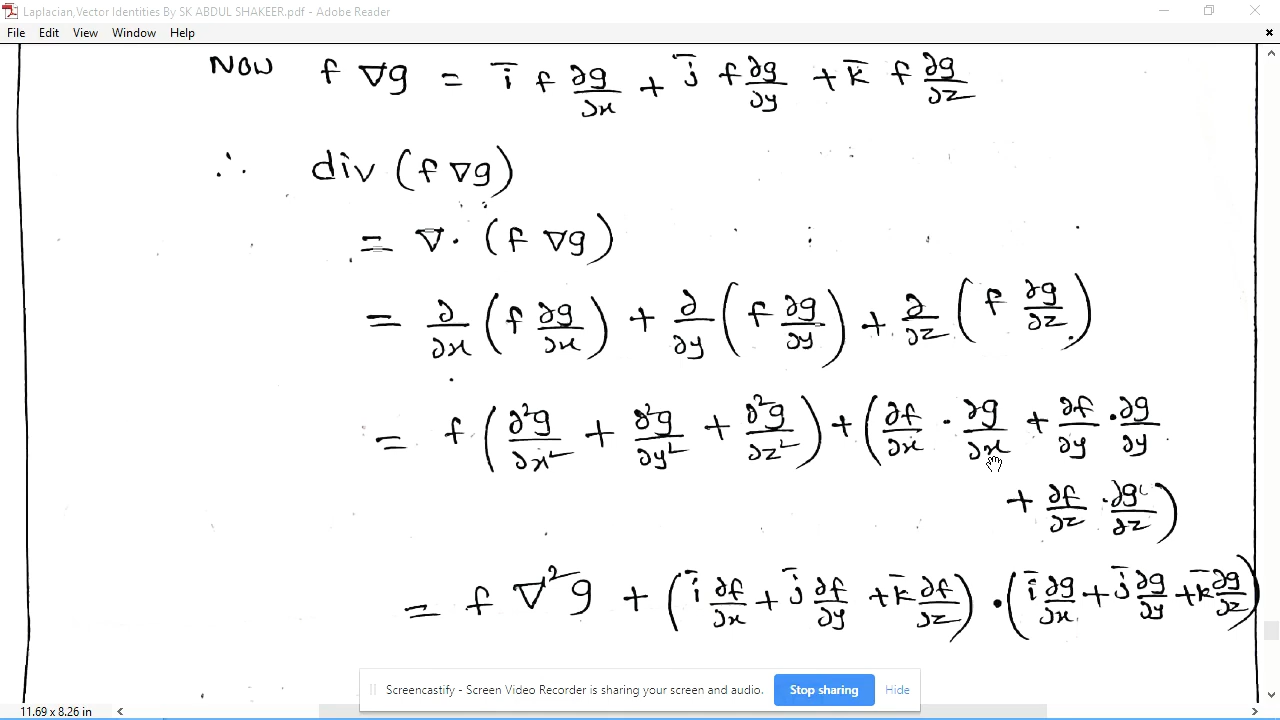 Laplacian,Vector Identities By SK ABDUL SHAKEER.pdf - Adobe Reader
File Edit View Window Help
Now f ∇g = i̅ f ∂g/∂x + j̅ f ∂g/∂y + k̅ f ∂g/∂z
∴ div (f ∇g)
= ∇· (f ∇g)
= ∂/∂x (f ∂g/∂x) + ∂/∂y (f ∂g/∂y) + ∂/∂z (f ∂g/∂z)
= f (∂²g/∂x² + ∂²g/∂y² + ∂²g/∂z²) + (∂f/∂x · ∂g/∂x + ∂f/∂y · ∂g/∂y
+ ∂f/∂z · ∂g/∂z)
= f ∇²g + (i̅ ∂f/∂x + j̅ ∂f/∂y + k̅ ∂f/∂z) · (i̅ ∂g/∂x + j̅ ∂g/∂y + k̅ ∂g/∂z)
Screencastify - Screen Video Recorder is sharing your screen and audio. Stop sharing Hide
11.69 x 8.26 in